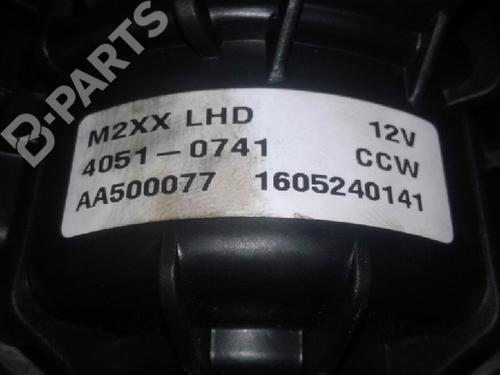 B-PARTS
M2XX LHD 12V
4051-0741 CCW
AA500077 1605240141